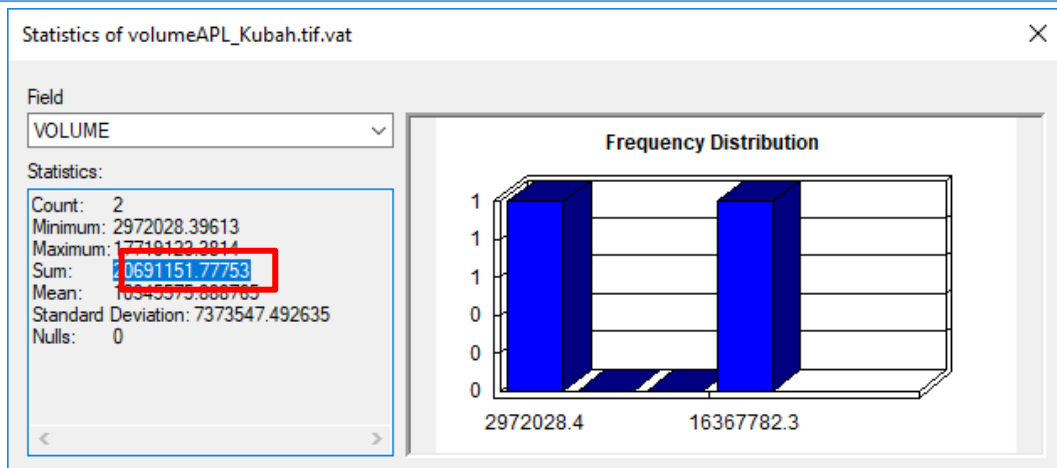 Statistics of volumeAPL_Kubah.tif.vat
Field
VOLUME
Statistics:
Count: 2
Minimum: 2972028.39613
Maximum: 17719123.3814
Sum: 20691151.77753
Mean: 10345575.888765
Standard Deviation: 7373547.492635
Nulls: 0
Frequency Distribution
1
1
1
0
0
0
2972028.4 16367782.3